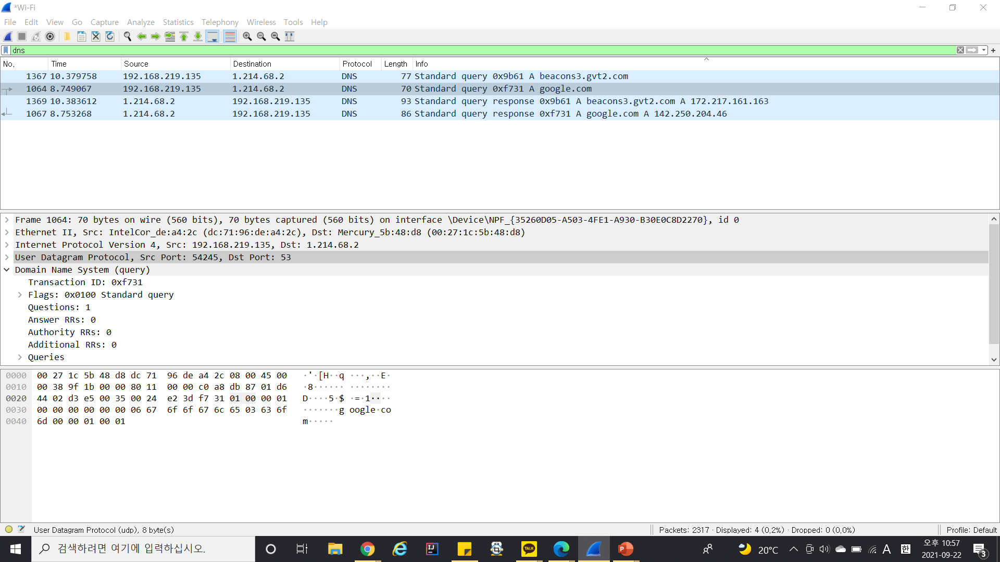 *Wi-Fi
File Edit View Go Capture Analyze Statistics Telephony Wireless Tools Help
dns
No. Time Source Destination Protocol Length Info
1367 10.379758 192.168.219.135 1.214.68.2 DNS 77 Standard query 0x9b61 A beacons3.gvt2.com
1064 8.749067 192.168.219.135 1.214.68.2 DNS 70 Standard query 0xf731 A google.com
1369 10.383612 1.214.68.2 192.168.219.135 DNS 93 Standard query response 0x9b61 A beacons3.gvt2.com A 172.217.161.163
1067 8.753268 1.214.68.2 192.168.219.135 DNS 86 Standard query response 0xf731 A google.com A 142.250.204.46
Frame 1064: 70 bytes on wire (560 bits), 70 bytes captured (560 bits) on interface \Device\NPF_{35260D05-A503-4FE1-A930-B30E0C8D2270}, id 0
Ethernet II, Src: IntelCor_de:a4:2c (dc:71:96:de:a4:2c), Dst: Mercury_5b:48:d8 (00:27:1c:5b:48:d8)
Internet Protocol Version 4, Src: 192.168.219.135, Dst: 1.214.68.2
User Datagram Protocol, Src Port: 54245, Dst Port: 53
Domain Name System (query)
Transaction ID: 0xf731
Flags: 0x0100 Standard query
Questions: 1
Answer RRs: 0
Authority RRs: 0
Additional RRs: 0
Queries
0000 00 27 1c 5b 48 d8 dc 71 96 de a4 2c 08 00 45 00 ·'·[H··q ···,··E·
0010 00 38 9f 1b 00 00 80 11 00 00 c0 a8 db 87 01 d6 ·8······ ········
0020 44 02 d3 e5 00 35 00 24 e2 3d f7 31 01 00 00 01 D····5·$ ·=·1····
0030 00 00 00 00 00 00 06 67 6f 6f 67 6c 65 03 63 6f ·······g oogle·co
0040 6d 00 00 01 00 01 m·····
User Datagram Protocol (udp), 8 byte(s) Packets: 2317 · Displayed: 4 (0,2%) · Dropped: 0 (0,0%) Profile: Default
검색하려면 여기에 입력하십시오. IJ TALK P 20°C A 한 오후 10:57
2021-09-22 3